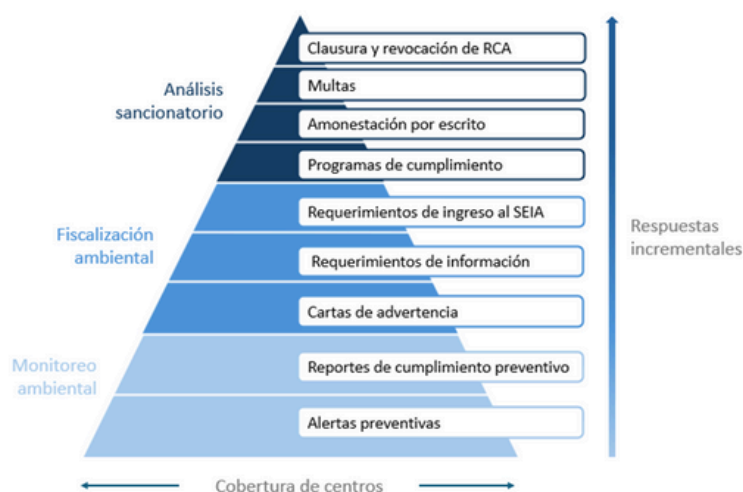 Análisis
sancionatorio
Clausura y revocación de RCA
Multas
Amonestación por escrito
Programas de cumplimiento
Fiscalización
ambiental
Requerimientos de ingreso al SEIA
Requerimientos de información
Cartas de advertencia
Monitoreo
ambiental
Reportes de cumplimiento preventivo
Alertas preventivas
Respuestas
incrementales
Cobertura de centros